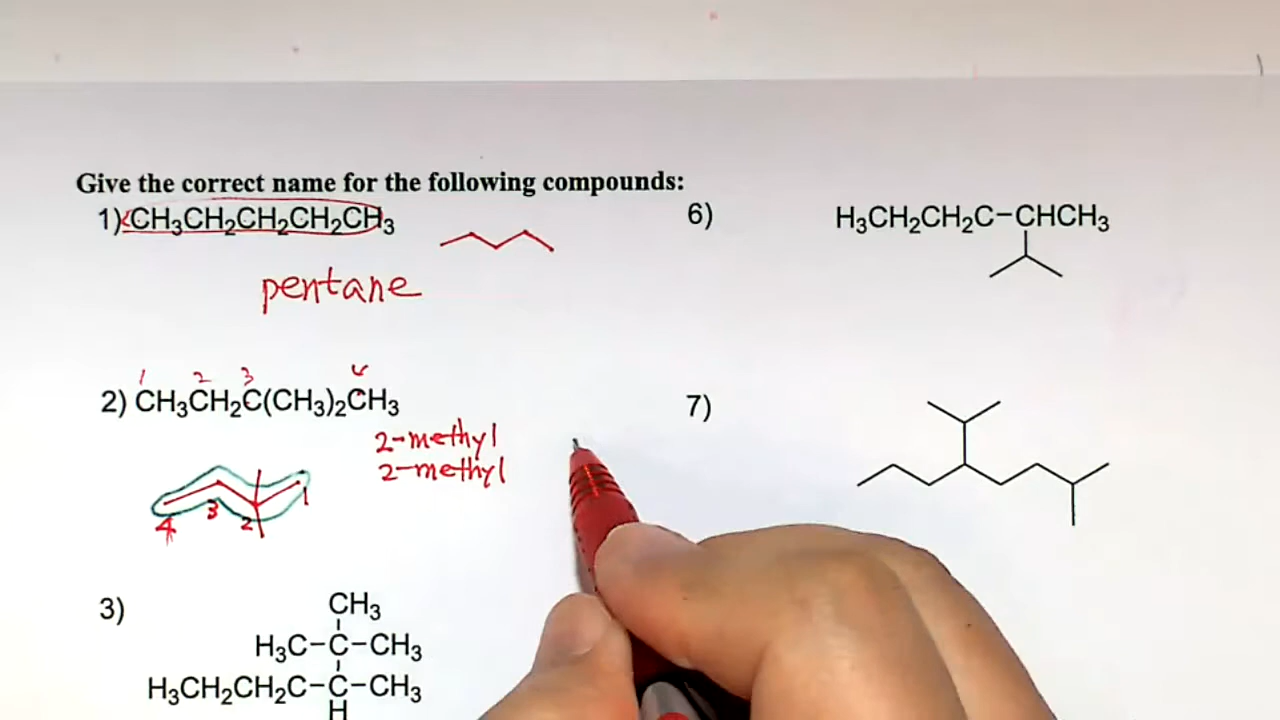 Give the correct name for the following compounds:
1) CH₃CH₂CH₂CH₂CH₃
pentane
1 2 3 4
2) CH₃CH₂C(CH₃)₂CH₃
2-methyl
2-methyl
4 3 2 1
3)
CH₃
H₃C-C-CH₃
H₃CH₂CH₂C-C-CH₃
H
6)
H₃CH₂CH₂C-CHCH₃
7)